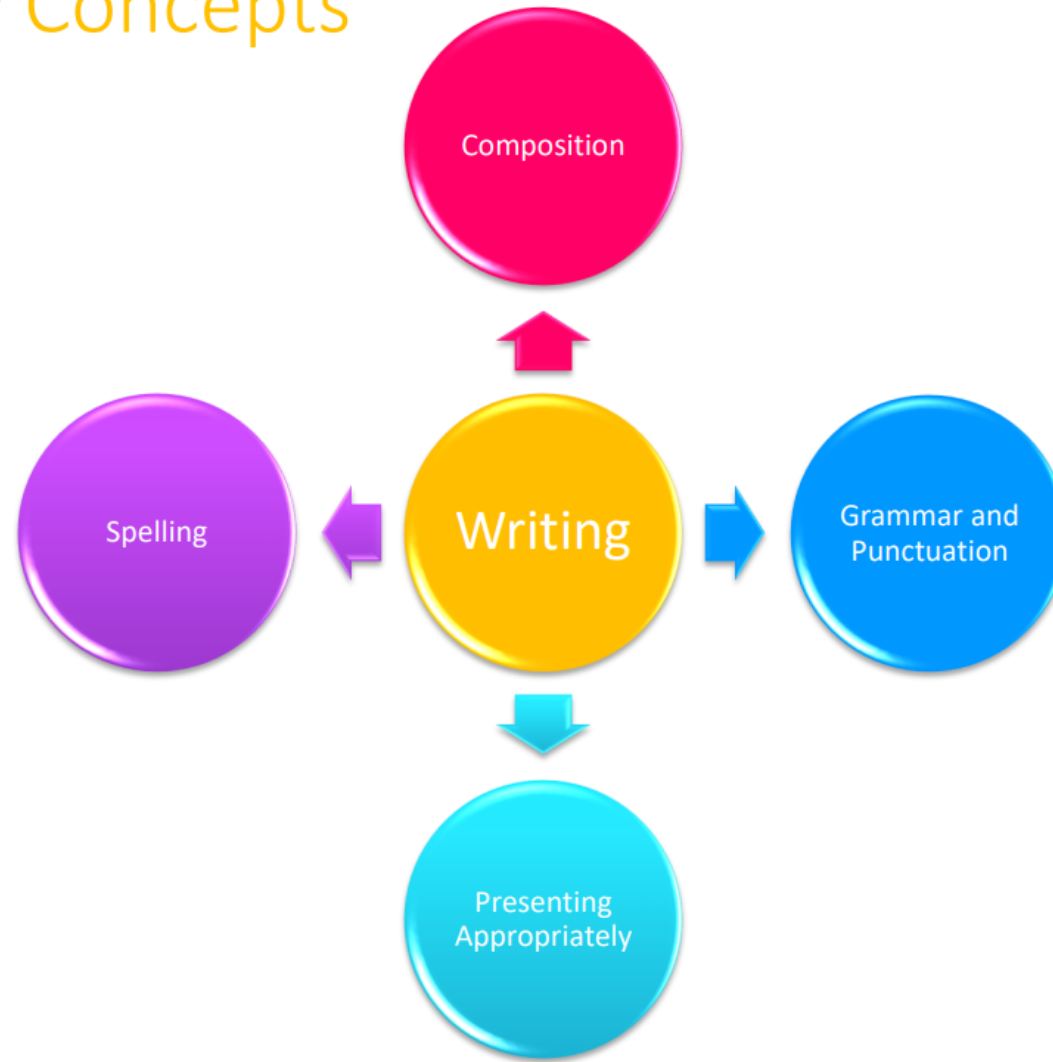 Concepts
Composition
Spelling
Writing
Grammar and
Punctuation
Presenting
Appropriately